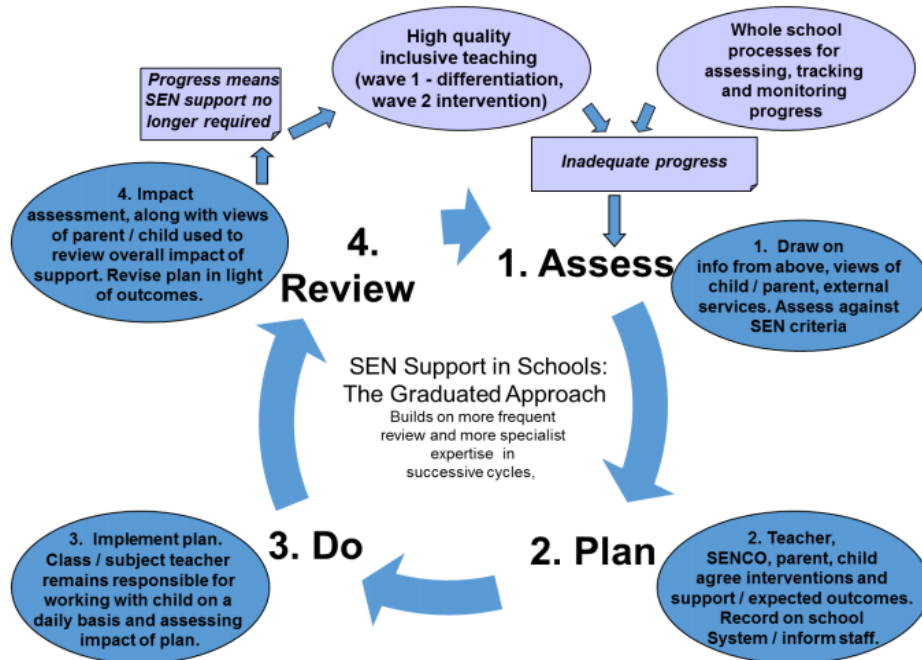 High quality
inclusive teaching
(wave 1 - differentiation,
wave 2 intervention)
Whole school
processes for
assessing, tracking
and monitoring
progress
Progress means
SEN support no
longer required
Inadequate progress
4. Impact
assessment, along with views
of parent / child used to
review overall impact of
support. Revise plan in light
of outcomes.
4.
Review
1. Assess
1. Draw on
info from above, views of
child / parent, external
services. Assess against
SEN criteria
SEN Support in Schools:
The Graduated Approach
Builds on more frequent
review and more specialist
expertise in
successive cycles,
3. Implement plan.
Class / subject teacher
remains responsible for
working with child on a
daily basis and assessing
impact of plan.
3. Do
2. Plan
2. Teacher,
SENCO, parent, child
agree interventions and
support / expected outcomes.
Record on school
System / inform staff.